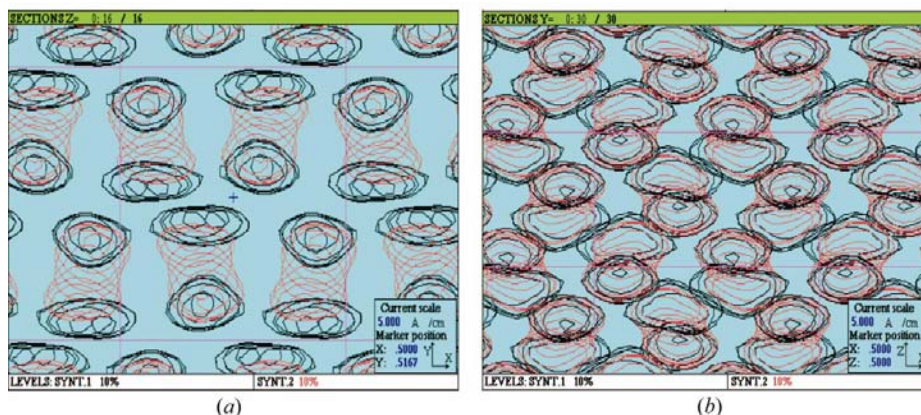 SECTIONS Z= 0:16 / 16
Current scale
5.000 A /cm
Marker position
X: .5000 Y
Y: .5167 X
LEVELS: SYNT.1 10% SYNT.2 10%
(a)
SECTIONS Y= 0:30 / 30
Current scale
5.000 A /cm
Marker position
X: .5000 Z
Z: .5000 X
LEVELS: SYNT.1 10% SYNT.2 10%
(b)